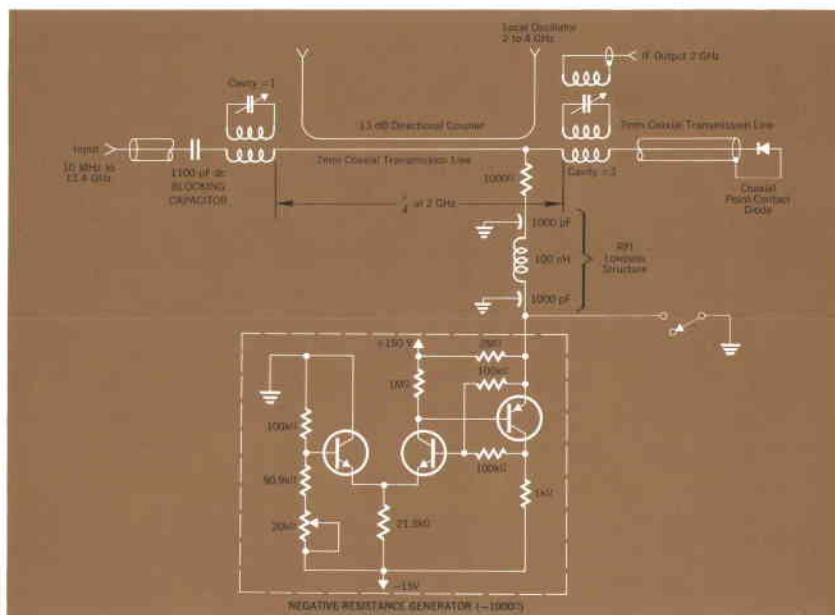 Local Oscillator
2 to 4 GHz
IF Output 2 GHz
Cavity =1
13 dB Directional Coupler
7mm Coaxial Transmission Line
Input
10 MHz to
12.4 GHz
1100 pF dc
BLOCKING
CAPACITOR
7mm Coaxial Transmission Line
Cavity =2
Coaxial
Point Contact
Diode
at 2 GHz
4
1000Ω
1000 pF
100 nH
1000 pF
RFI
Lowpass
Structure
+150 V
2MΩ
1MΩ
100kΩ
100kΩ
100kΩ
90.9kΩ
1kΩ
20kΩ
21.5kΩ
−15V
NEGATIVE RESISTANCE GENERATOR (−1000Ω)